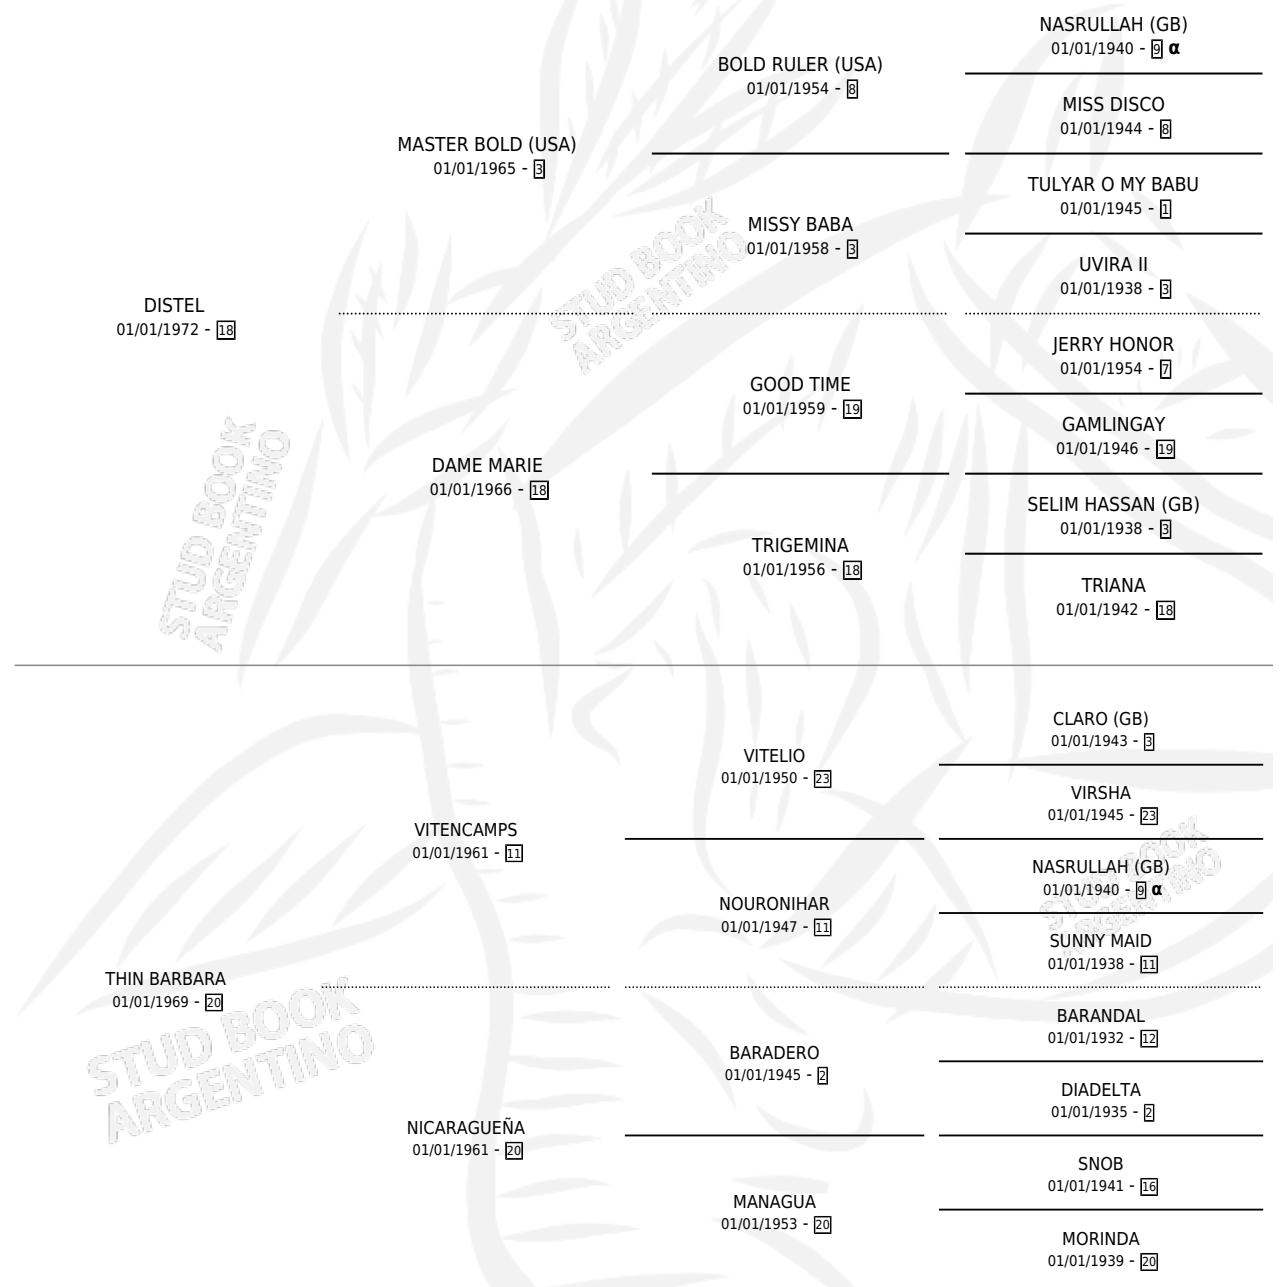 NASRULLAH (GB)
01/01/1940 - 9 α
BOLD RULER (USA)
01/01/1954 - 8
MISS DISCO
01/01/1944 - 8
MASTER BOLD (USA)
01/01/1965 - 3
TULYAR O MY BABU
01/01/1945 - 1
MISSY BABA
01/01/1958 - 3
UVIRA II
01/01/1938 - 3
STUD BOOK
ARGENTINO
DISTEL
01/01/1972 - 18
JERRY HONOR
01/01/1954 - 7
GOOD TIME
01/01/1959 - 19
GAMLINGAY
01/01/1946 - 19
DAME MARIE
01/01/1966 - 18
SELIM HASSAN (GB)
01/01/1938 - 3
TRIGEMINA
01/01/1956 - 18
TRIANA
01/01/1942 - 18
STUD BOOK
ARGENTINO
CLARO (GB)
01/01/1943 - 3
VITELIO
01/01/1950 - 23
VIRSHA
01/01/1945 - 23
VITENCAMPS
01/01/1961 - 11
NASRULLAH (GB)
01/01/1940 - 9 α
NOURONIHAR
01/01/1947 - 11
SUNNY MAID
01/01/1938 - 11
STUD BOOK
ARGENTINO
THIN BARBARA
01/01/1969 - 20
BARANDAL
01/01/1932 - 12
BARADERO
01/01/1945 - 2
DIADELTA
01/01/1935 - 2
STUD BOOK
ARGENTINO
NICARAGUEÑA
01/01/1961 - 20
SNOB
01/01/1941 - 16
MANAGUA
01/01/1953 - 20
MORINDA
01/01/1939 - 20